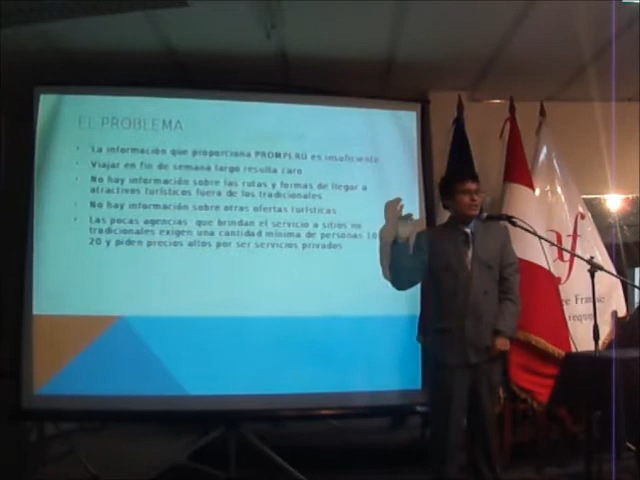 EL PROBLEMA
La información que proporciona PROMPERÚ es insuficiente
Viajar en fin de semana largo resulta caro
No hay información sobre las rutas y formas de llegar a
atractivos turísticos fuera de los tradicionales
No hay información sobre otras ofertas turísticas
Las pocas agencias que brindan el servicio a sitios no
tradicionales exigen una cantidad mínima de personas 10
20 y piden precios altos por ser servicios privados
af